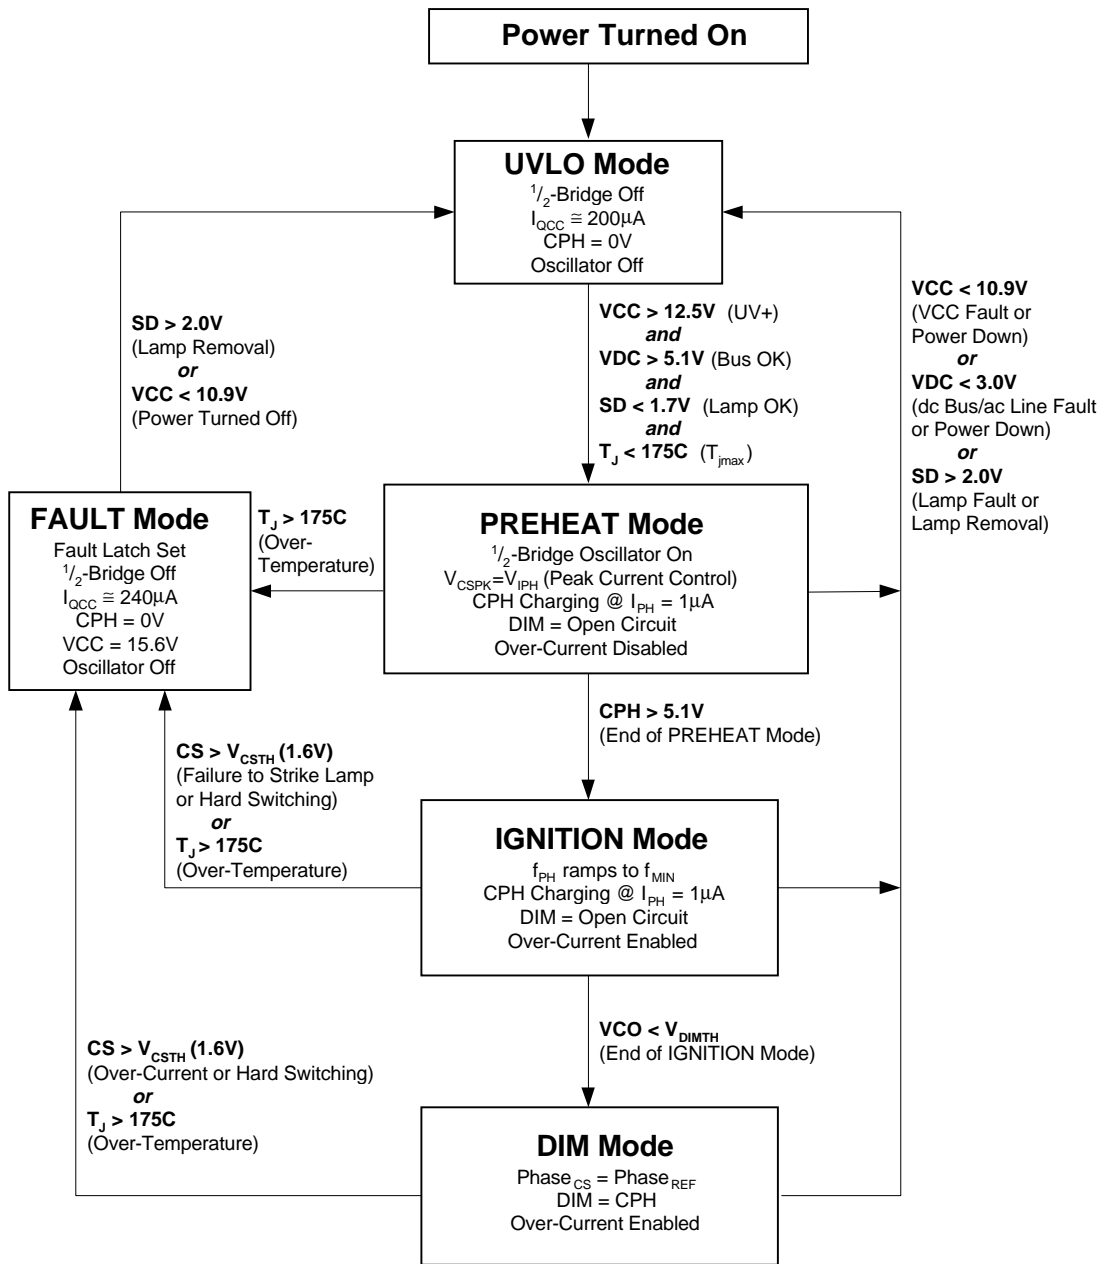 Power Turned On
UVLO Mode
1/2-Bridge Off
IQCC ≅ 200µA
CPH = 0V
Oscillator Off
SD > 2.0V
(Lamp Removal)
or
VCC < 10.9V
(Power Turned Off)
VCC > 12.5V (UV+)
and
VDC > 5.1V (Bus OK)
and
SD < 1.7V (Lamp OK)
and
TJ < 175C (Tjmax)
VCC < 10.9V
(VCC Fault or
Power Down)
or
VDC < 3.0V
(dc Bus/ac Line Fault
or Power Down)
or
SD > 2.0V
(Lamp Fault or
Lamp Removal)
FAULT Mode
Fault Latch Set
1/2-Bridge Off
IQCC ≅ 240µA
CPH = 0V
VCC = 15.6V
Oscillator Off
TJ > 175C
(Over-
Temperature)
PREHEAT Mode
1/2-Bridge Oscillator On
VCSPK=VIPH (Peak Current Control)
CPH Charging @ IPH = 1µA
DIM = Open Circuit
Over-Current Disabled
CPH > 5.1V
(End of PREHEAT Mode)
CS > VCSTH (1.6V)
(Failure to Strike Lamp
or Hard Switching)
or
TJ > 175C
(Over-Temperature)
IGNITION Mode
fPH ramps to fMIN
CPH Charging @ IPH = 1µA
DIM = Open Circuit
Over-Current Enabled
VCO < VDIMTH
(End of IGNITION Mode)
CS > VCSTH (1.6V)
(Over-Current or Hard Switching)
or
TJ > 175C
(Over-Temperature)
DIM Mode
PhaseCS = PhaseREF
DIM = CPH
Over-Current Enabled